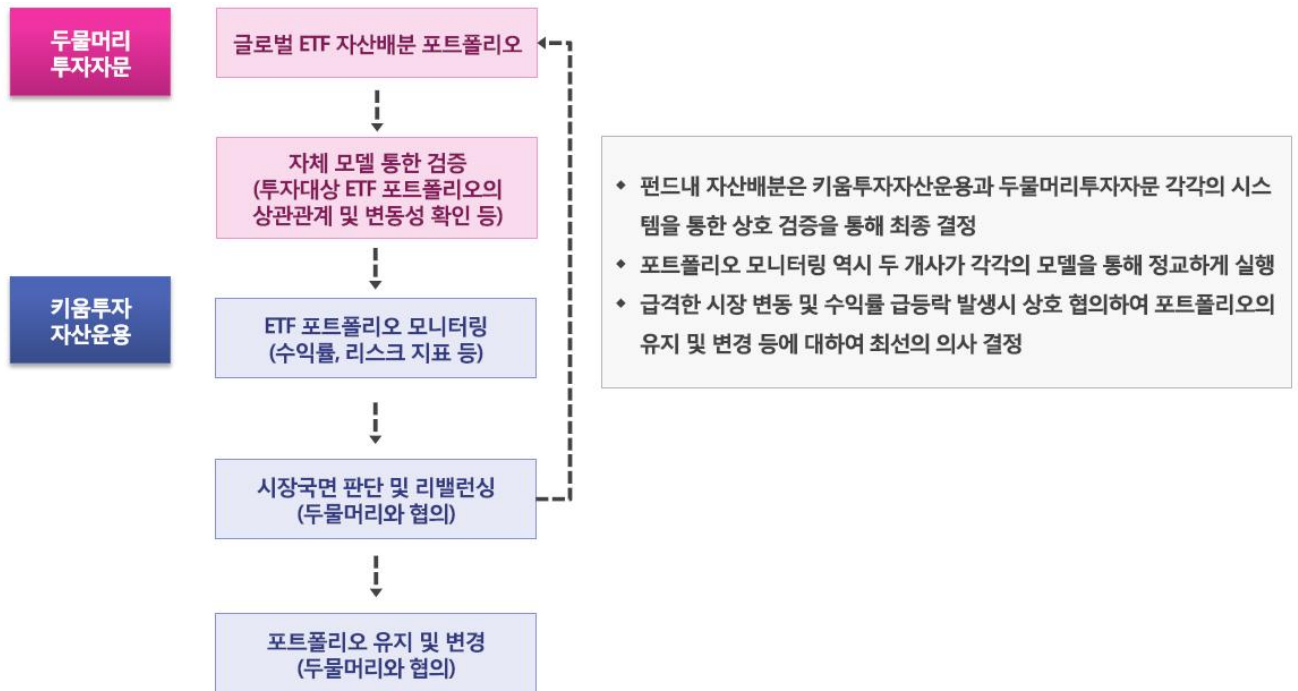 두물머리
투자자문
글로벌 ETF 자산배분 포트폴리오
자체 모델 통한 검증
(투자대상 ETF 포트폴리오의
상관관계 및 변동성 확인 등)
키움투자
자산운용
ETF 포트폴리오 모니터링
(수익률, 리스크 지표 등)
시장국면 판단 및 리밸런싱
(두물머리와 협의)
포트폴리오 유지 및 변경
(두물머리와 협의)
펀드내 자산배분은 키움투자자산운용과 두물머리투자자문 각각의 시스
템을 통한 상호 검증을 통해 최종 결정
포트폴리오 모니터링 역시 두 개사가 각각의 모델을 통해 정교하게 실행
급격한 시장 변동 및 수익률 급등락 발생시 상호 협의하여 포트폴리오의
유지 및 변경 등에 대하여 최선의 의사 결정